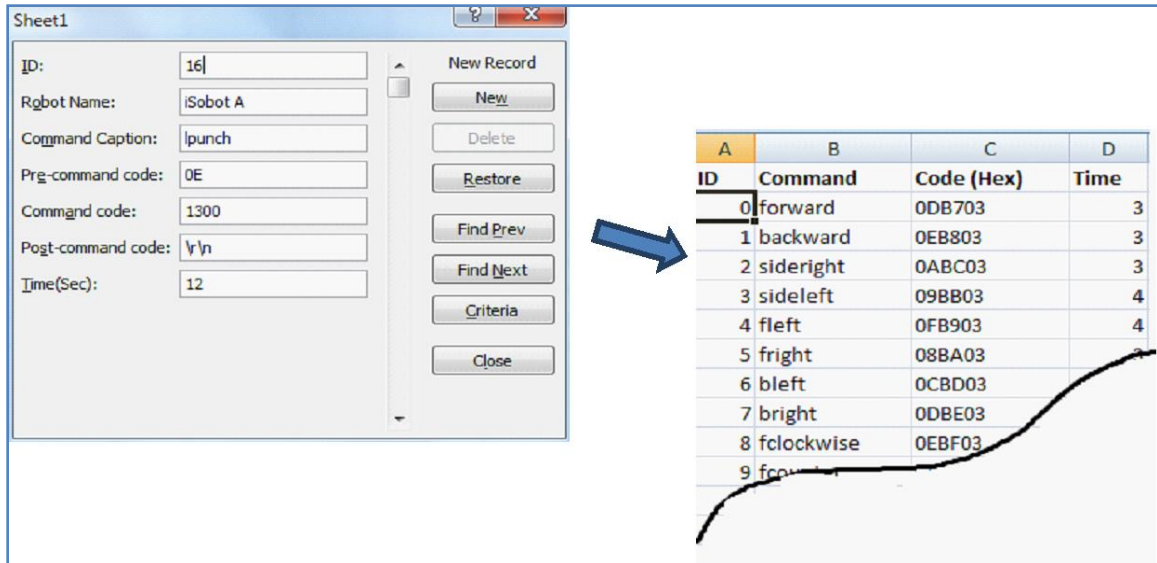 Sheet1
ID: 16
Robot Name: iSobot A
Command Caption: lpunch
Pre-command code: 0E
Command code: 1300
Post-command code: \r\n
Time(Sec): 12
New Record
New
Delete
Restore
Find Prev
Find Next
Criteria
Close
A B C D
ID Command Code (Hex) Time
0 forward 0DB703 3
1 backward 0EB803 3
2 sideright 0ABC03 3
3 sideleft 09BB03 4
4 fleft 0FB903 4
5 fright 08BA03
6 bleft 0CBD03
7 bright 0DBE03
8 fclockwise 0EBF03
9